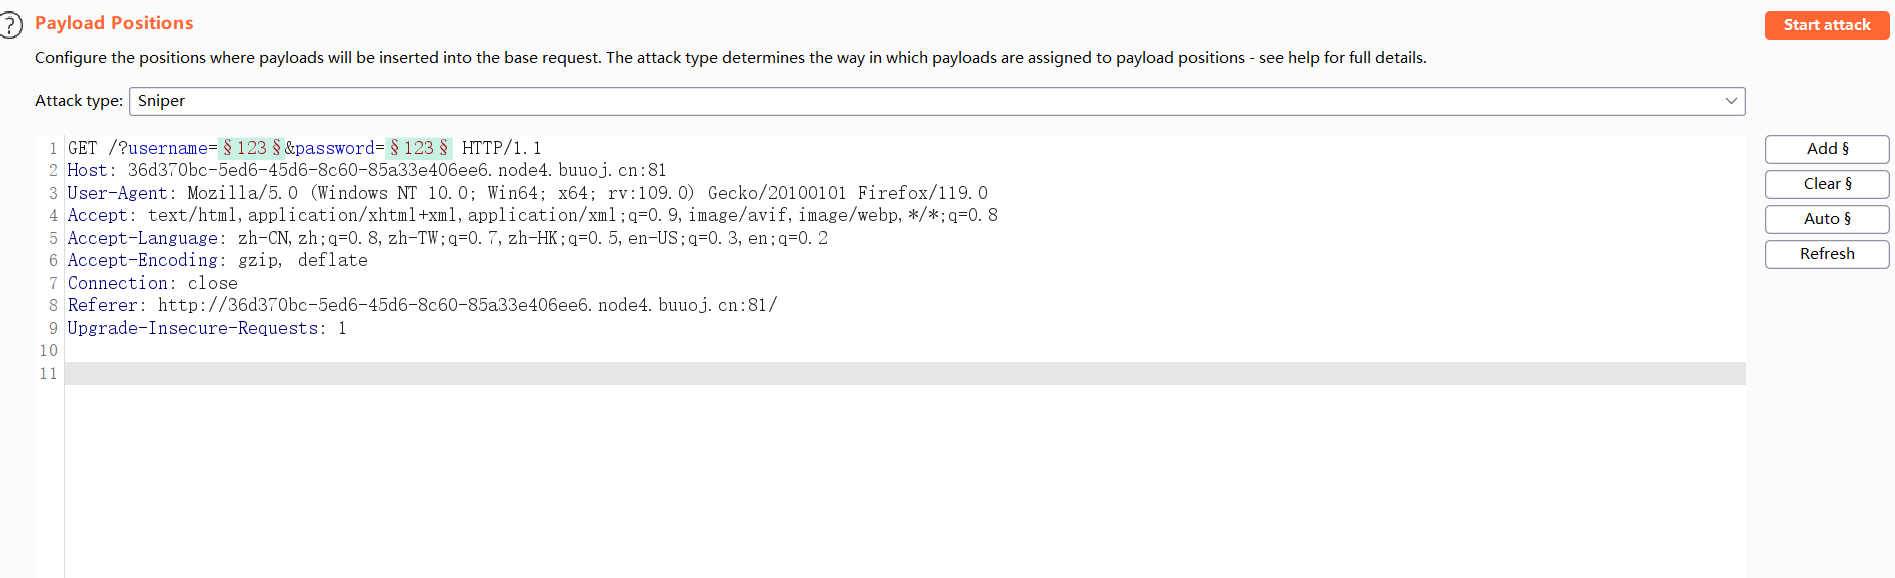 ?
Payload Positions
Start attack
Configure the positions where payloads will be inserted into the base request. The attack type determines the way in which payloads are assigned to payload positions - see help for full details.
Attack type: Sniper
1 GET /?username=§123§&password=§123§ HTTP/1.1
2 Host: 36d370bc-5ed6-45d6-8c60-85a33e406ee6.node4.buuoj.cn:81
3 User-Agent: Mozilla/5.0 (Windows NT 10.0; Win64; x64; rv:109.0) Gecko/20100101 Firefox/119.0
4 Accept: text/html,application/xhtml+xml,application/xml;q=0.9,image/avif,image/webp,*/*;q=0.8
5 Accept-Language: zh-CN,zh;q=0.8,zh-TW;q=0.7,zh-HK;q=0.5,en-US;q=0.3,en;q=0.2
6 Accept-Encoding: gzip, deflate
7 Connection: close
8 Referer: http://36d370bc-5ed6-45d6-8c60-85a33e406ee6.node4.buuoj.cn:81/
9 Upgrade-Insecure-Requests: 1
10
11
Add §
Clear §
Auto §
Refresh